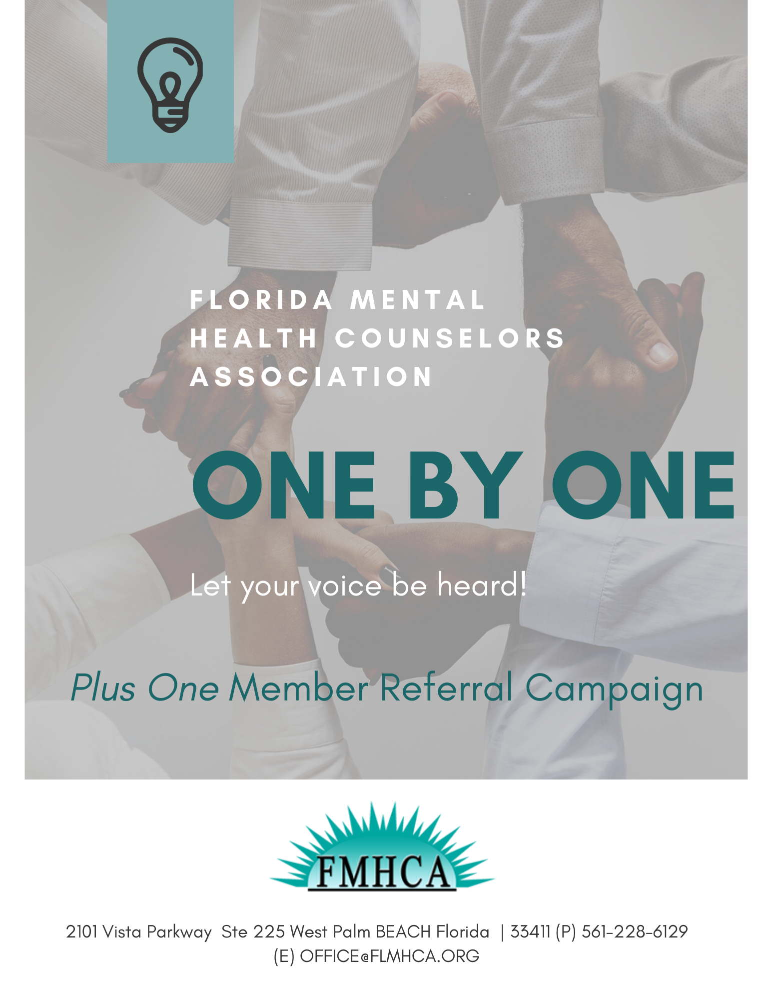 FLORIDA MENTAL
HEALTH COUNSELORS
ASSOCIATION
ONE BY ONE
Let your voice be heard!
Plus One Member Referral Campaign
FMHCA
2101 Vista Parkway Ste 225 West Palm BEACH Florida | 33411 (P) 561-228-6129
(E) OFFICE@FLMHCA.ORG